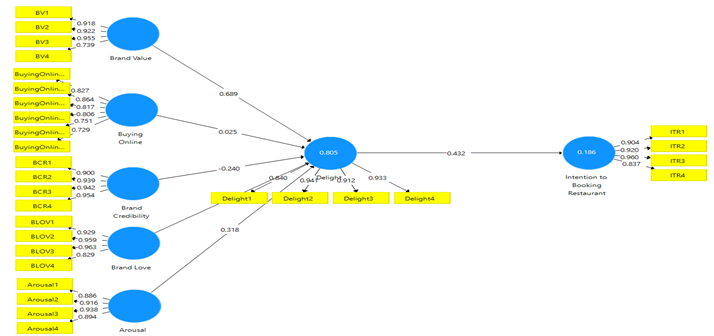 BV1
BV2
BV3
BV4
0.918
0.922
0.955
0.739
Brand Value
BuyingOnlin...
BuyingOnlin...
BuyingOnlin...
BuyingOnlin...
BuyingOnlin...
BuyingOnlin...
0.827
0.864
0.817
0.806
0.751
0.729
Buying
Online
BCR1
BCR2
BCR3
BCR4
0.900
0.939
0.942
0.954
Brand
Credibility
BLOV1
BLOV2
BLOV3
BLOV4
0.929
0.959
0.963
0.829
Brand Love
Arousal1
Arousal2
Arousal3
Arousal4
0.886
0.916
0.938
0.894
Arousal
0.689
0.025
-0.240
0.318
0.805
Delight
0.840
0.941
0.912
0.933
Delight1
Delight2
Delight3
Delight4
0.432
0.186
Intention to
Booking
Restaurant
0.904
0.920
0.960
0.837
ITR1
ITR2
ITR3
ITR4